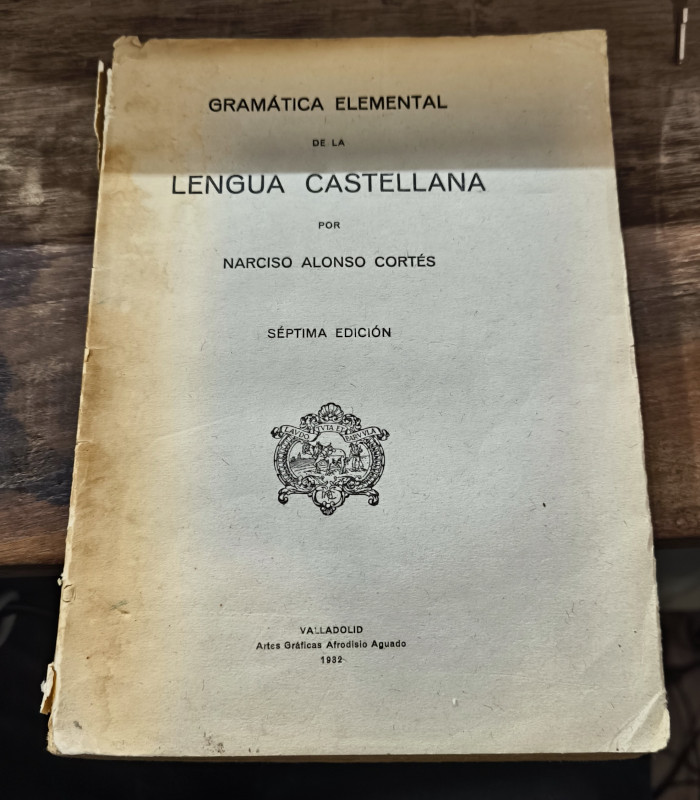 GRAMÁTICA ELEMENTAL
DE LA
LENGUA CASTELLANA
POR
NARCISO ALONSO CORTÉS
SÉPTIMA EDICIÓN
VALLADOLID
Artes Gráficas Afrodisio Aguado
1932